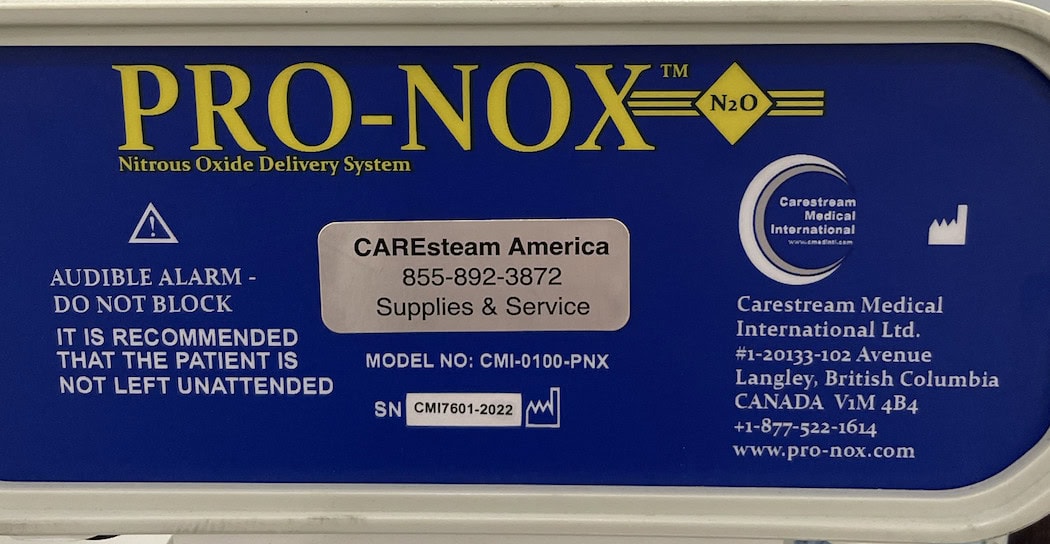 PRO-NOX™
N2O
Nitrous Oxide Delivery System
AUDIBLE ALARM -
DO NOT BLOCK
IT IS RECOMMENDED
THAT THE PATIENT IS
NOT LEFT UNATTENDED
CAREsteam America
855-892-3872
Supplies & Service
MODEL NO: CMI-0100-PNX
SN CMI7601-2022
Carestream
Medical
International
www.cmedintl.com
Carestream Medical
International Ltd.
#1-20133-102 Avenue
Langley, British Columbia
CANADA V1M 4B4
+1-877-522-1614
www.pro-nox.com